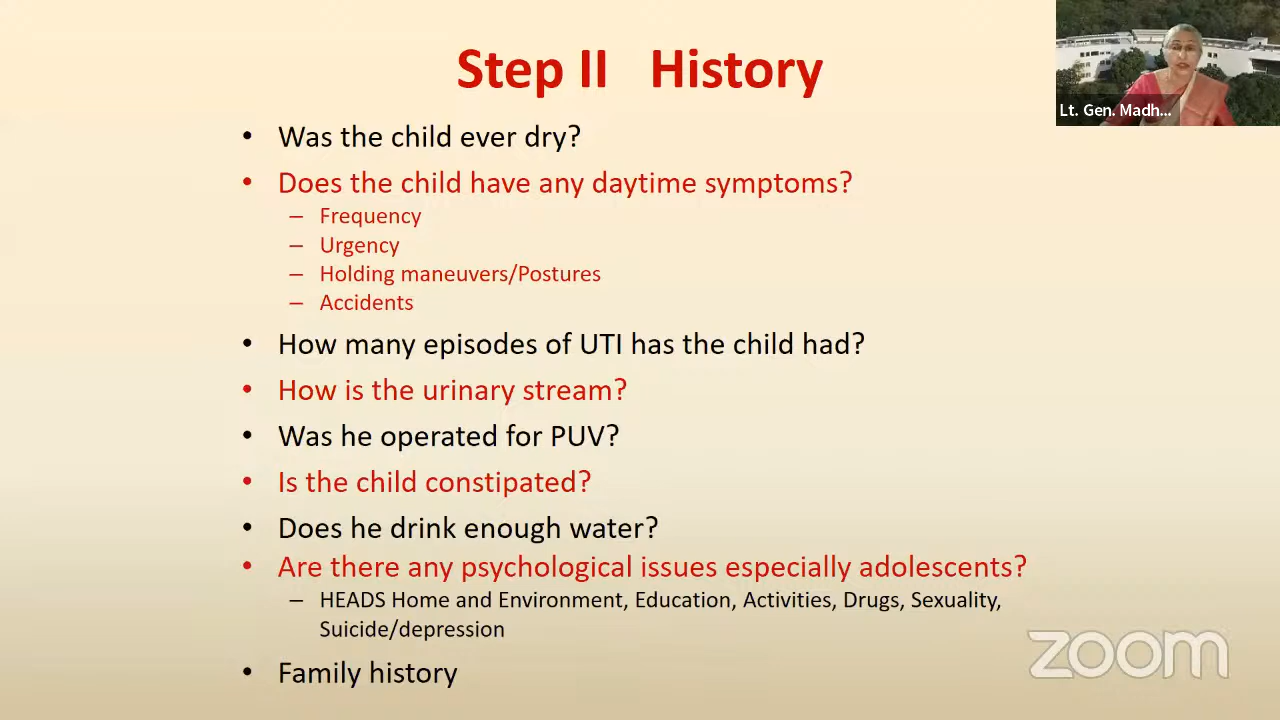 Step II History
Lt. Gen. Madh...
• Was the child ever dry?
• Does the child have any daytime symptoms?
– Frequency
– Urgency
– Holding maneuvers/Postures
– Accidents
• How many episodes of UTI has the child had?
• How is the urinary stream?
• Was he operated for PUV?
• Is the child constipated?
• Does he drink enough water?
• Are there any psychological issues especially adolescents?
– HEADS Home and Environment, Education, Activities, Drugs, Sexuality,
Suicide/depression
• Family history
zoom